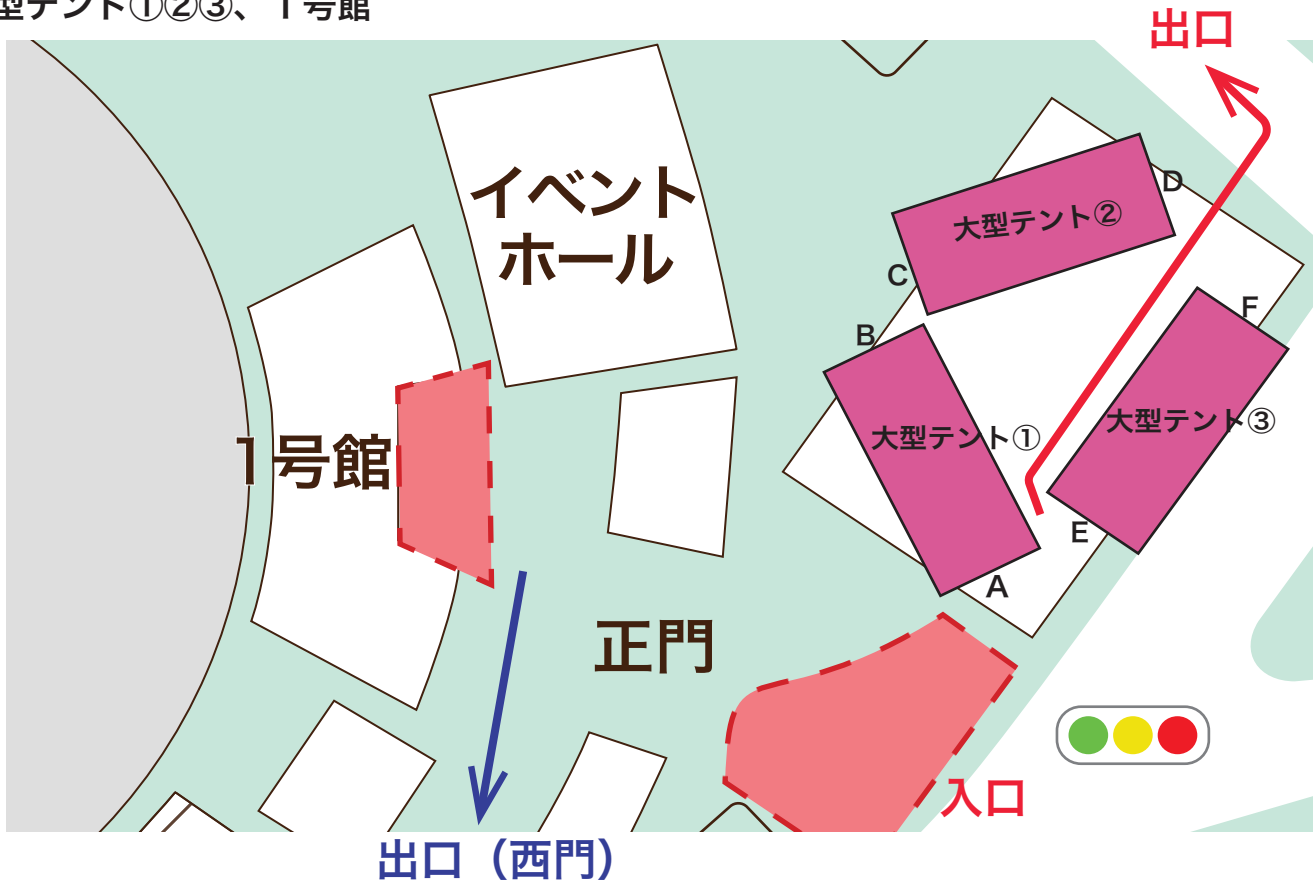 型テント①②③、1号館
出口
イベント
ホール
D
大型テント②
C
F
B
大型テント③
大型テント①
1号館
E
A
正門
入口
出口（西門）